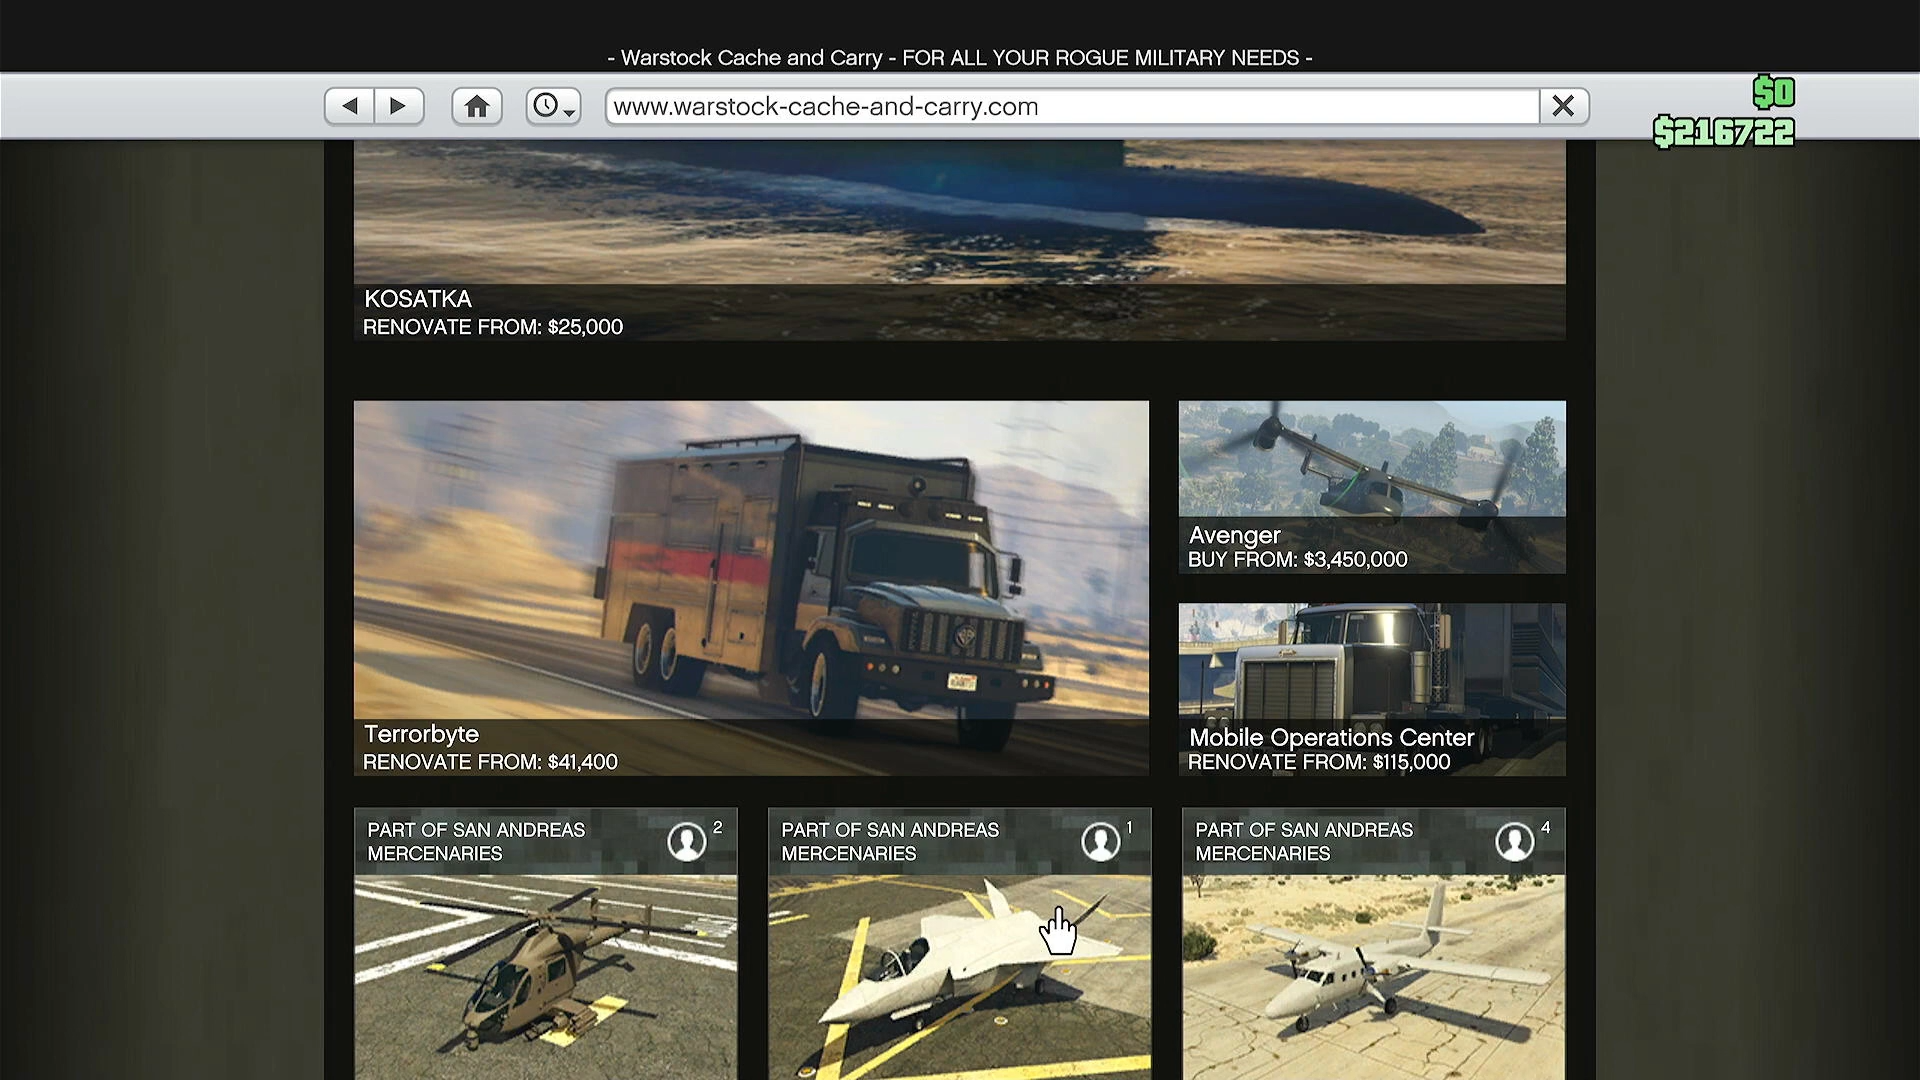 - Warstock Cache and Carry - FOR ALL YOUR ROGUE MILITARY NEEDS -
www.warstock-cache-and-carry.com
$0
$216722
KOSATKA
RENOVATE FROM: $25,000
Avenger
BUY FROM: $3,450,000
Terrorbyte
RENOVATE FROM: $41,400
Mobile Operations Center
RENOVATE FROM: $115,000
PART OF SAN ANDREAS
MERCENARIES
2
PART OF SAN ANDREAS
MERCENARIES
1
PART OF SAN ANDREAS
MERCENARIES
4